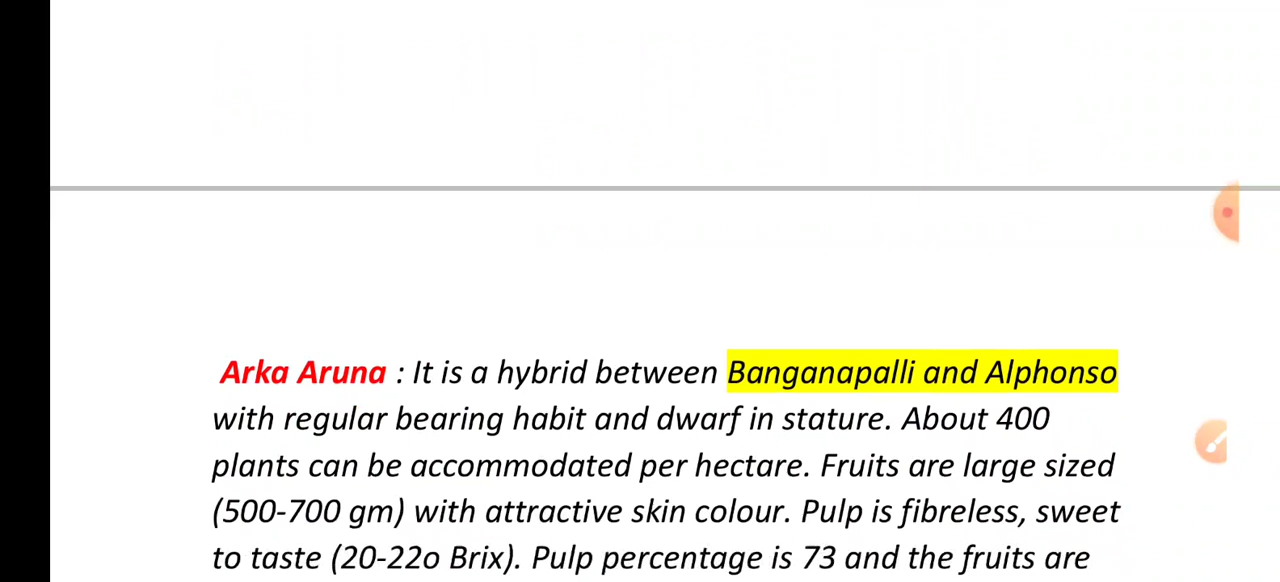 Arka Aruna : It is a hybrid between Banganapalli and Alphonso
with regular bearing habit and dwarf in stature. About 400
plants can be accommodated per hectare. Fruits are large sized
(500-700 gm) with attractive skin colour. Pulp is fibreless, sweet
to taste (20-22o Brix). Pulp percentage is 73 and the fruits are